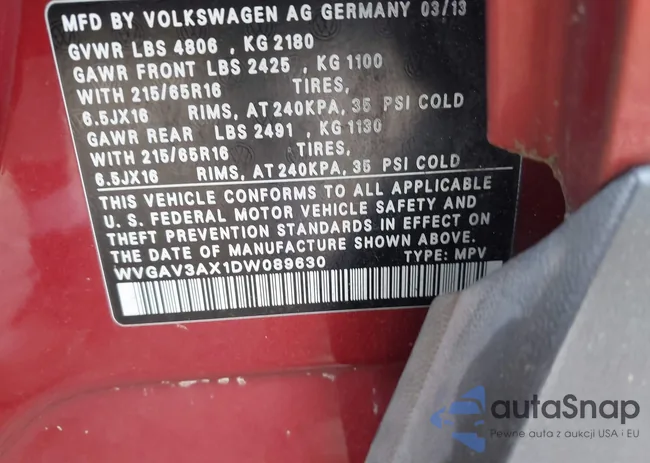 MFD BY VOLKSWAGEN AG GERMANY 03/13
GVWR LBS 4806 , KG 2180
GAWR FRONT LBS 2425 , KG 1100
WITH 215/65R16 TIRES,
6.5JX16 RIMS, AT 240KPA, 35 PSI COLD
GAWR REAR LBS 2491 , KG 1130
WITH 215/65R16 TIRES,
6.5JX16 RIMS, AT 240KPA, 35 PSI COLD
THIS VEHICLE CONFORMS TO ALL APPLICABLE
U. S. FEDERAL MOTOR VEHICLE SAFETY AND
THEFT PREVENTION STANDARDS IN EFFECT ON
THE DATE OF MANUFACTURE SHOWN ABOVE.
WVGAV3AX1DW089630 TYPE: MPV
autaSnap
Pewne auta z aukcji USA i EU